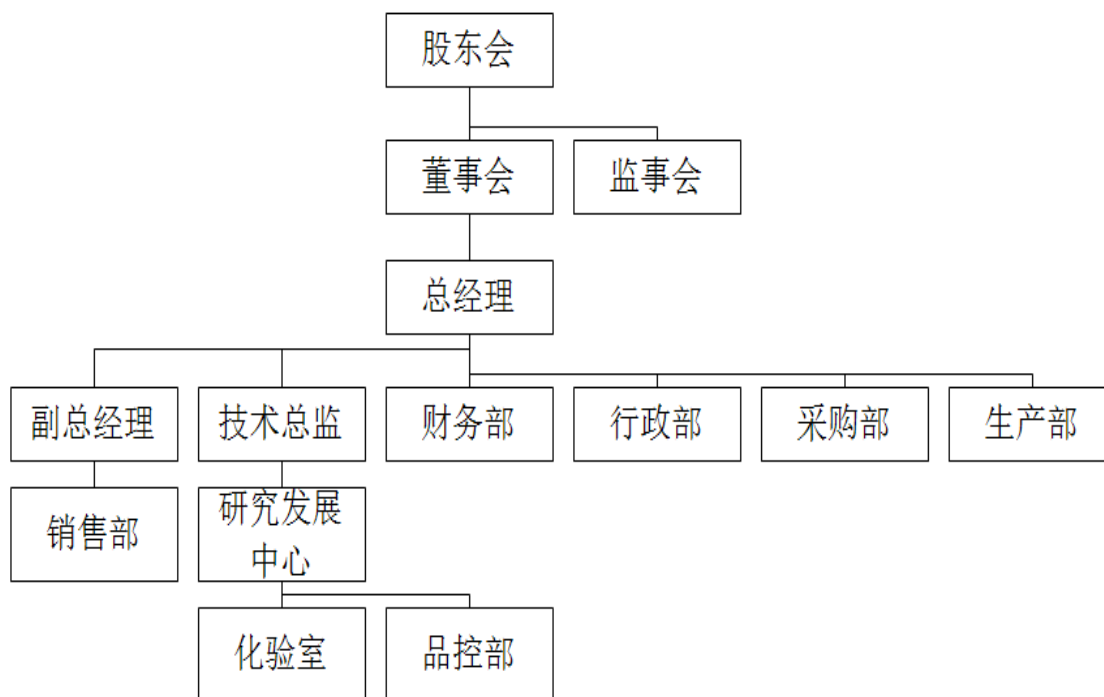 股东会
董事会
监事会
总经理
副总经理
技术总监
财务部
行政部
采购部
生产部
销售部
研究发展
中心
化验室
品控部